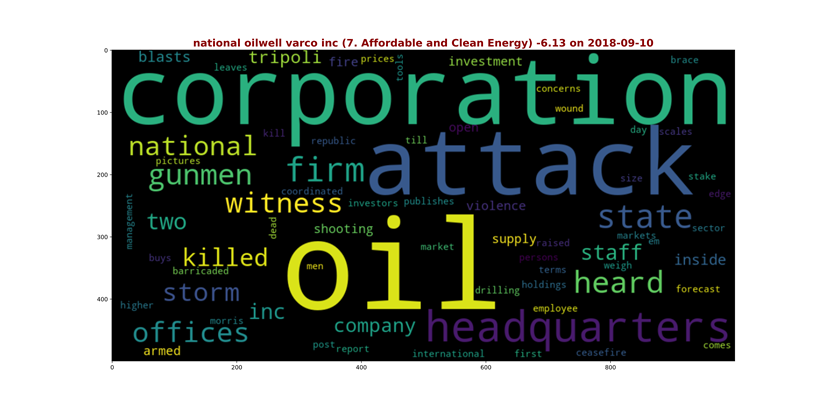 national oilwell varco inc (7. Affordable and Clean Energy) -6.13 on 2018-09-10
0
100
200
300
400
0
200
400
600
800
blasts
leaves
tripoli
fire
prices
tools
investment
brace
corporation
concerns
wound
kill
republic
till
open
day
scales
national
pictures
firm
attack
size
stake
gunmen
coordinated
edge
management
witness
investors
publishes
violence
state
sector
two
dead
shooting
market
supply
raised
markets
em
buys
killed
barricaded
men
oil
persons
staff
weigh
inside
terms
heard
storm
drilling
holdings
forecast
higher
morris
inc
employee
offices
company
headquarters
comes
armed
post
report
international
first
ceasefire